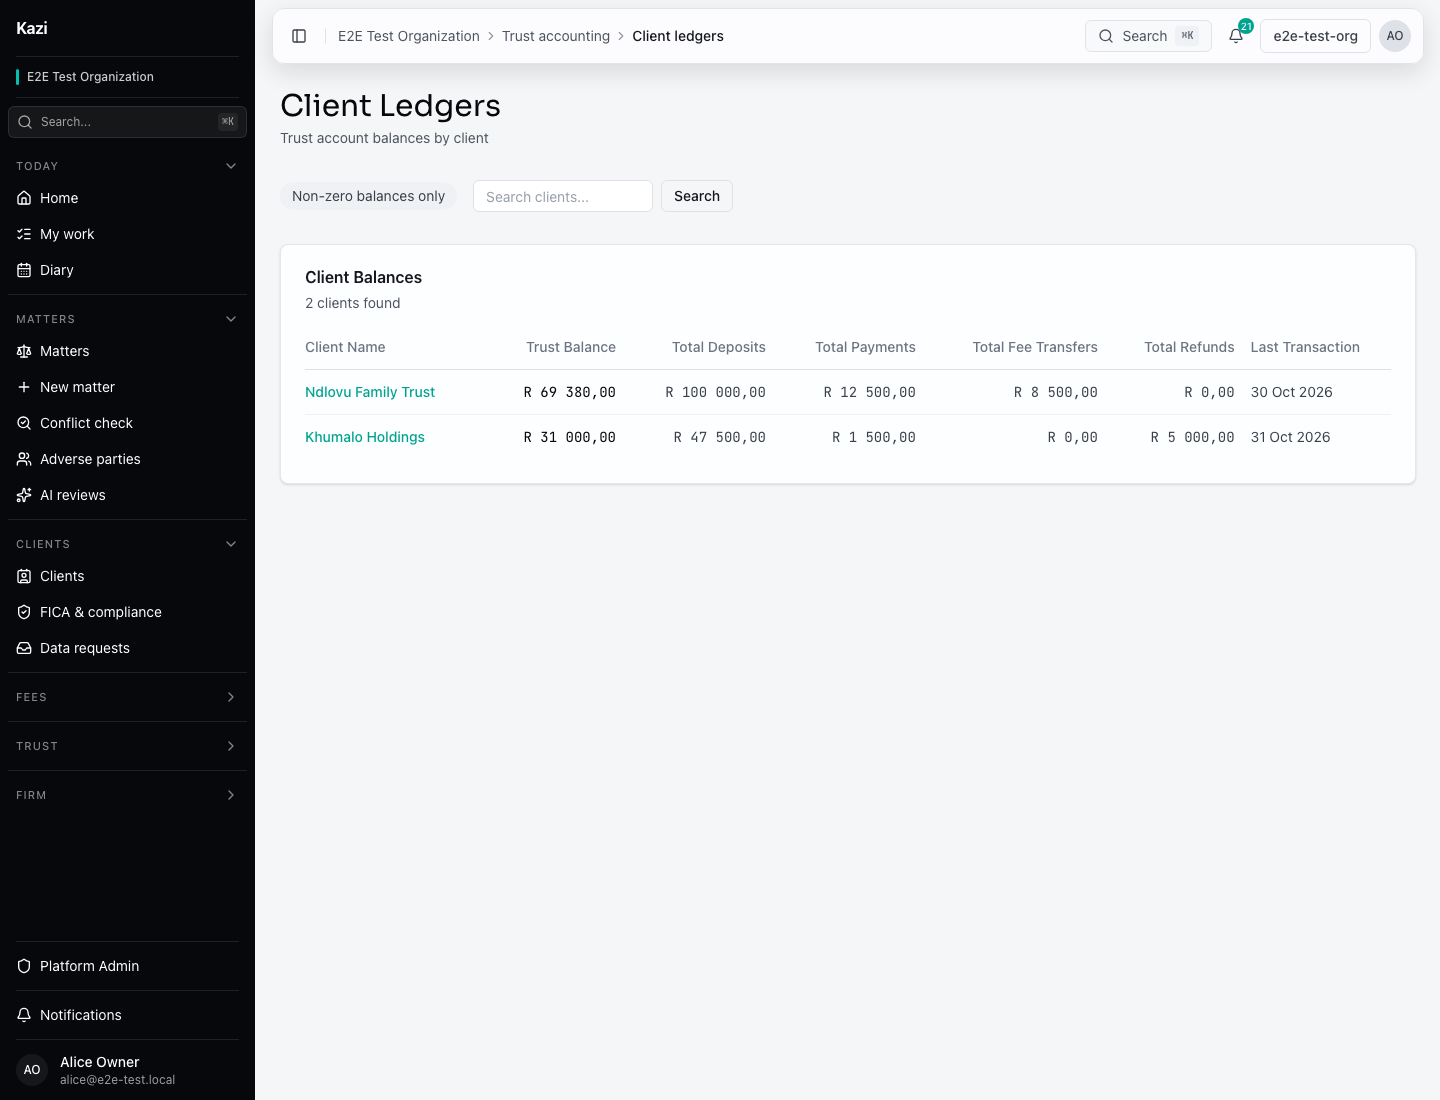 Kazi
E2E Test Organization
Search... ⌘K
TODAY
Home
My work
Diary
MATTERS
Matters
New matter
Conflict check
Adverse parties
AI reviews
CLIENTS
Clients
FICA & compliance
Data requests
FEES
TRUST
FIRM
Platform Admin
Notifications
AO Alice Owner
alice@e2e-test.local
E2E Test Organization > Trust accounting > Client ledgers
Search ⌘K 21 e2e-test-org AO
Client Ledgers
Trust account balances by client
Non-zero balances only Search clients... Search
Client Balances
2 clients found
Client Name Trust Balance Total Deposits Total Payments Total Fee Transfers Total Refunds Last Transaction
Ndlovu Family Trust R 69 380,00 R 100 000,00 R 12 500,00 R 8 500,00 R 0,00 30 Oct 2026
Khumalo Holdings R 31 000,00 R 47 500,00 R 1 500,00 R 0,00 R 5 000,00 31 Oct 2026